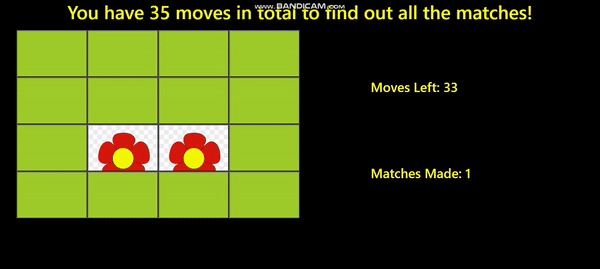 You have 35 moves in total to find out all the matches!
www.BANDICAM.com
Moves Left: 33
Matches Made: 1